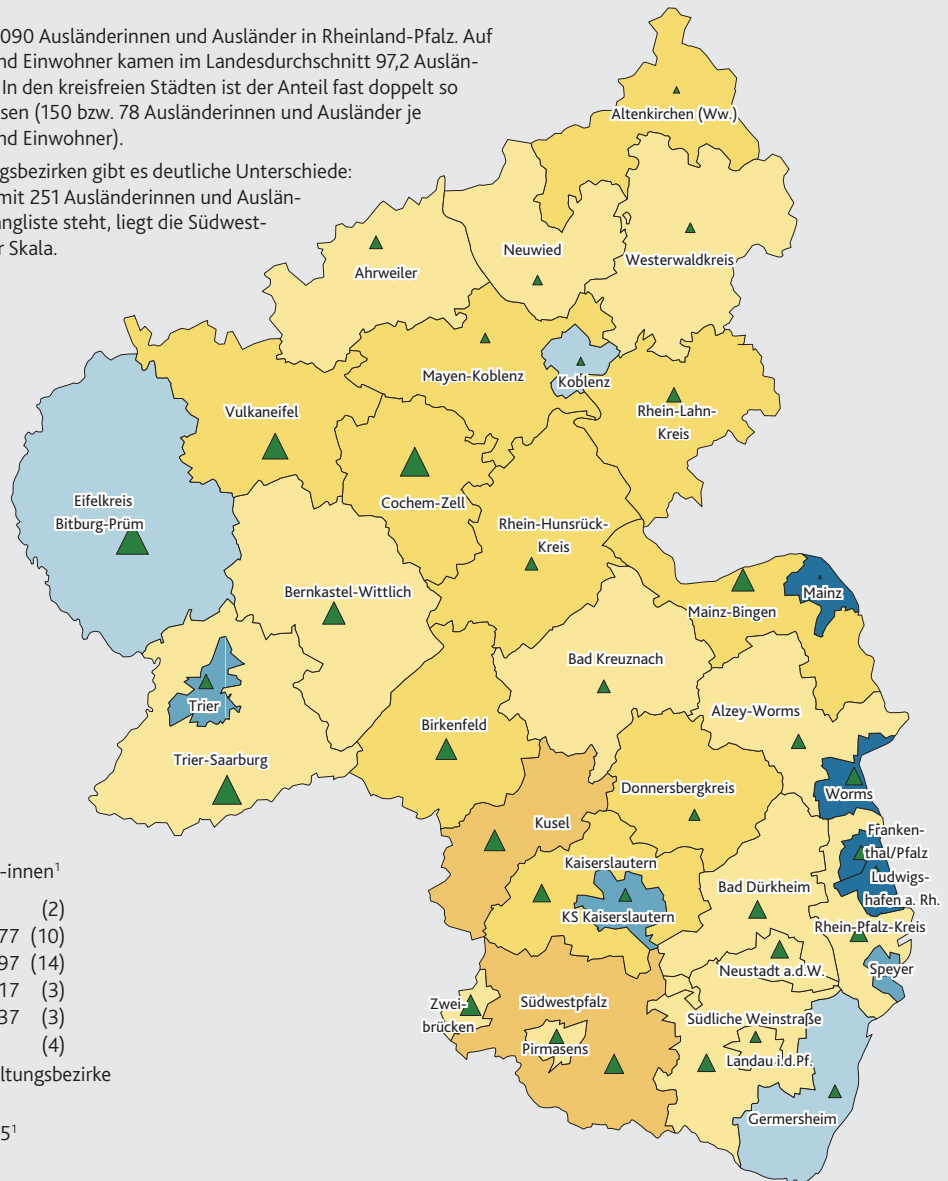 090 Ausländerinnen und Ausländer in Rheinland-Pfalz. Auf
nd Einwohner kamen im Landesdurchschnitt 97,2 Auslän-
In den kreisfreien Städten ist der Anteil fast doppelt so
sen (150 bzw. 78 Ausländerinnen und Ausländer je
nd Einwohner).
gsbezirken gibt es deutliche Unterschiede:
mit 251 Ausländerinnen und Auslän-
angliste steht, liegt die Südwest-
r Skala.
Altenkirchen (Ww.)
Neuwied
Westerwaldkreis
Ahrweiler
Mayen-Koblenz
Koblenz
Vulkaneifel
Rhein-Lahn-
Kreis
Cochem-Zell
Eifelkreis
Bitburg-Prüm
Rhein-Hunsrück-
Kreis
Bernkastel-Wittlich
Mainz-Bingen
Mainz
Bad Kreuznach
Trier
Alzey-Worms
Birkenfeld
Trier-Saarburg
Donnersbergkreis
Worms
Kusel
Franken-
thal/Pfalz
Kaiserslautern
Ludwigs-
hafen a. Rh.
Bad Dürkheim
KS Kaiserslautern
Rhein-Pfalz-Kreis
Neustadt a.d.W.
Speyer
Zwei-
brücken
Südwestpfalz
Südliche Weinstraße
Pirmasens
Landau i.d.Pf.
Germersheim
-innen¹
(2)
77 (10)
97 (14)
17 (3)
37 (3)
(4)
ltungsbezirke
5¹